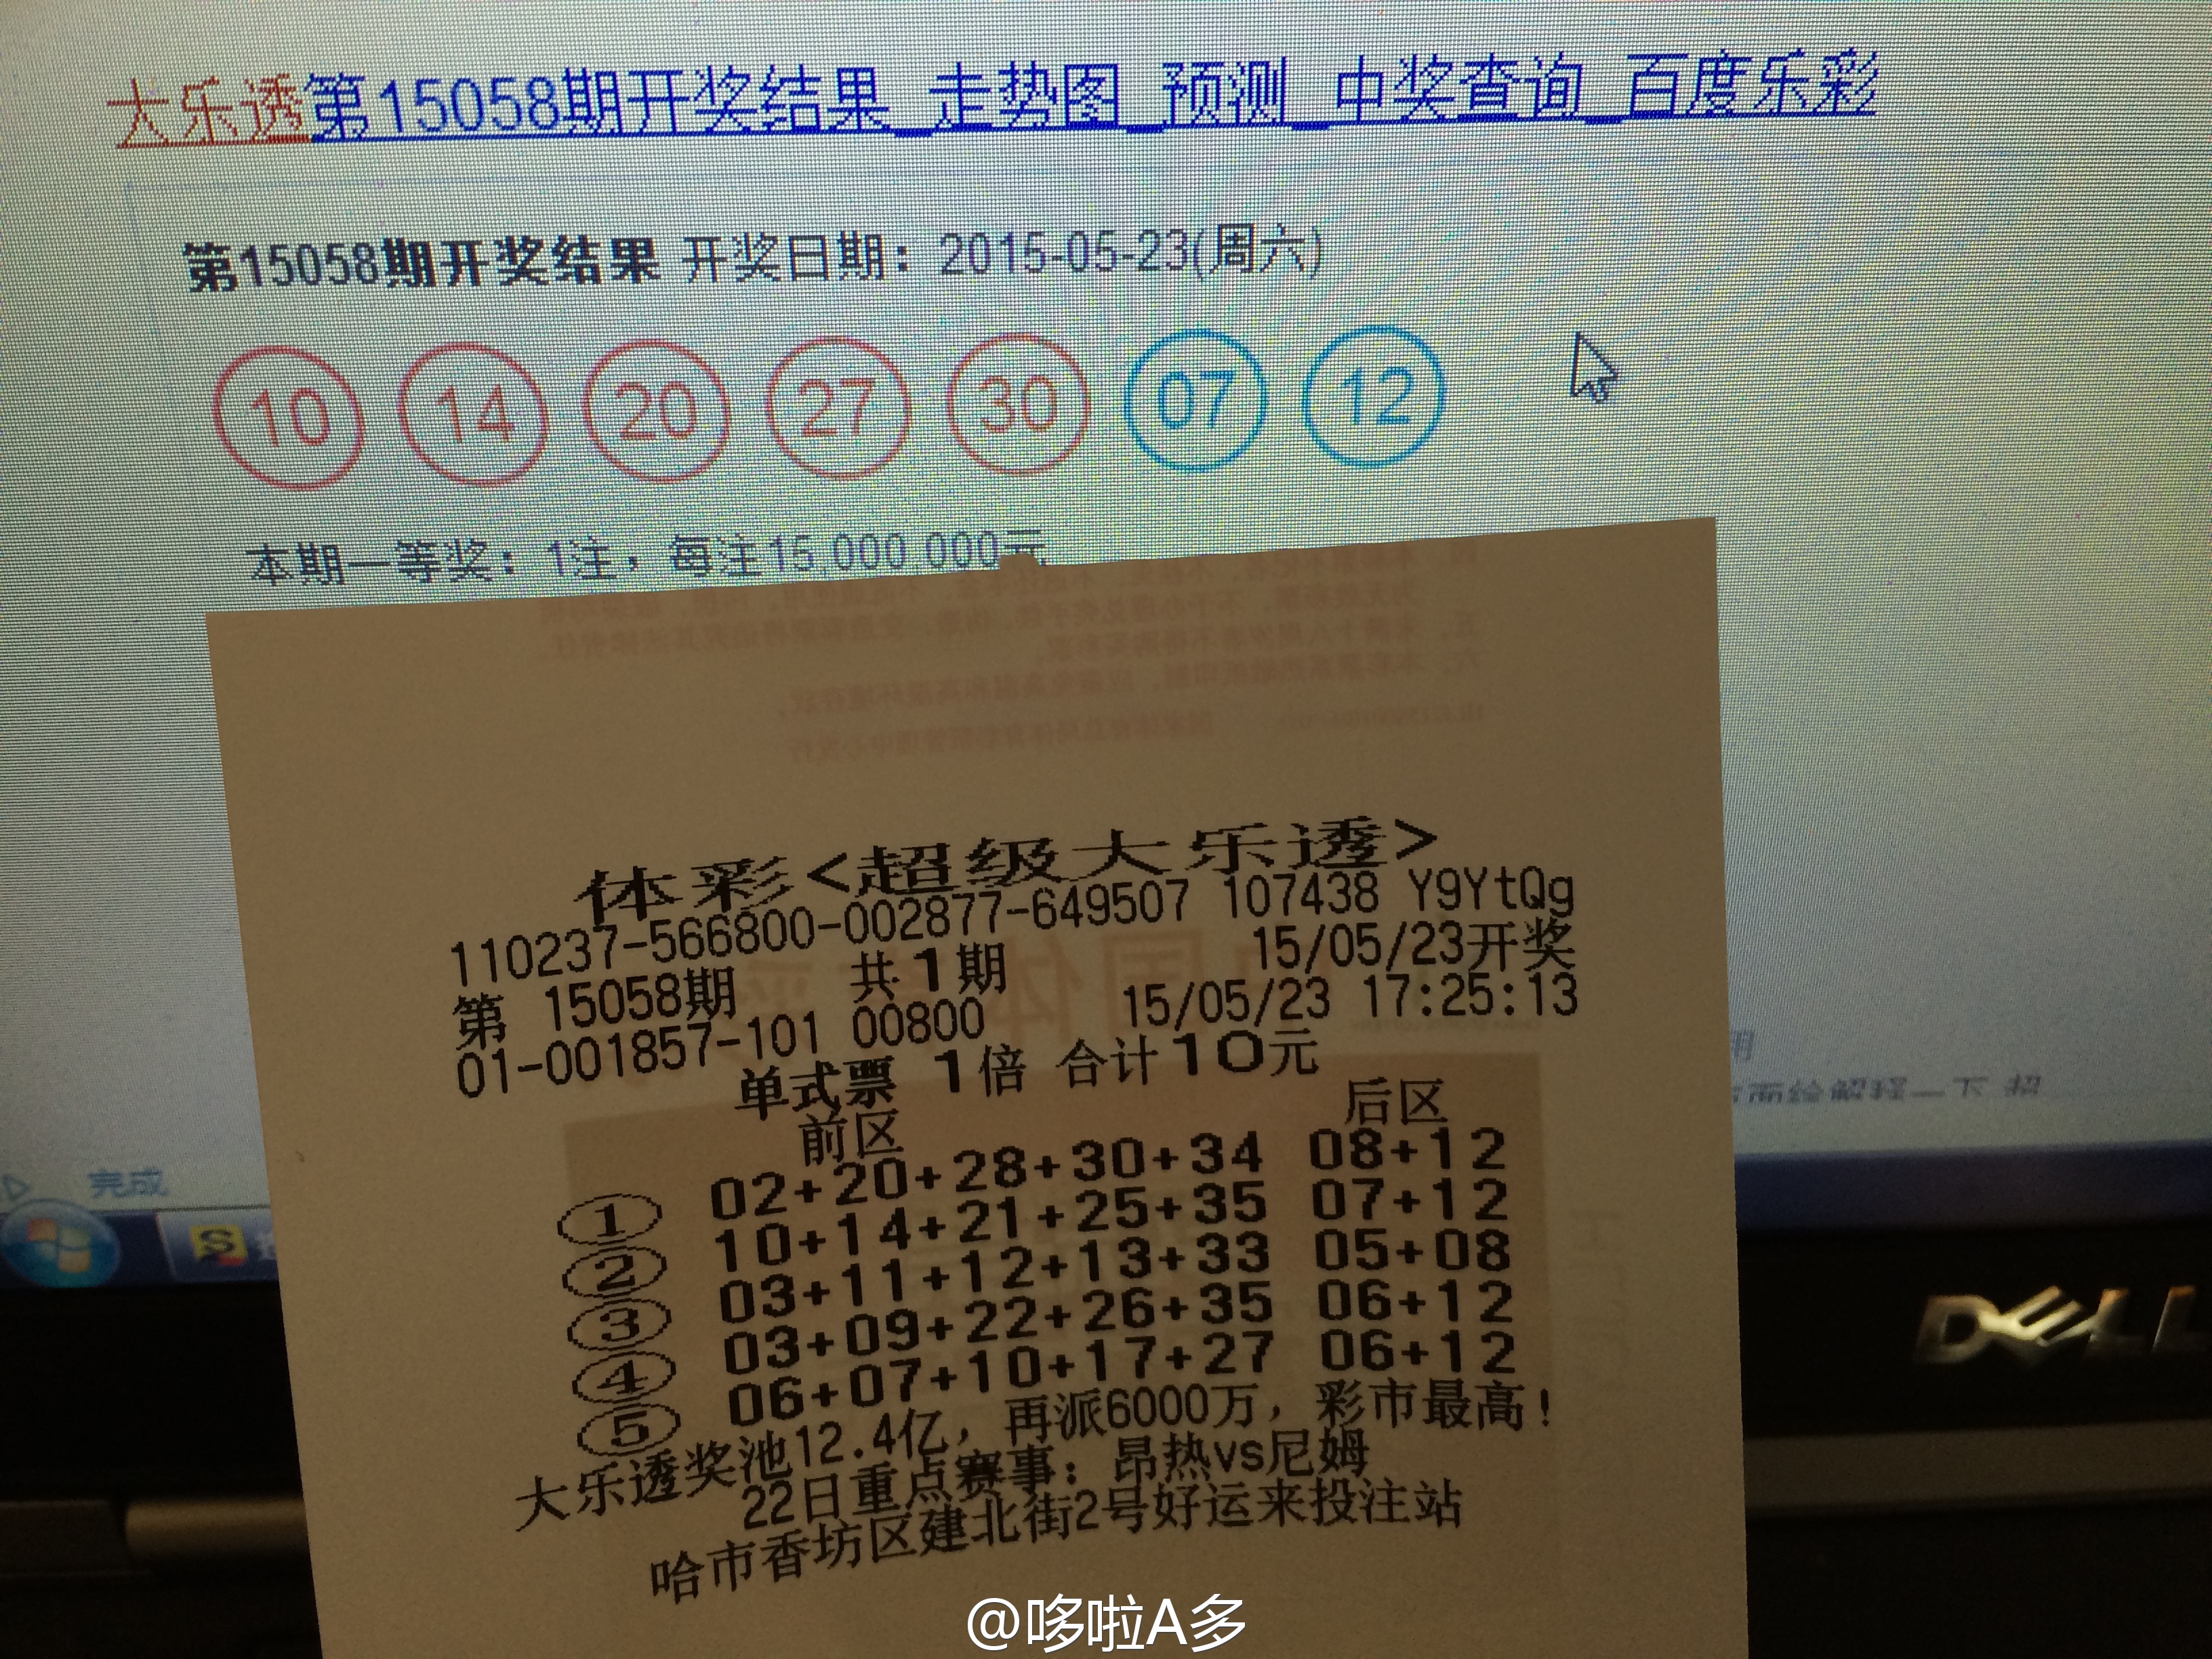 大乐透第15058期开奖结果_走势图_预测_中奖查询_百度乐彩
第15058期开奖结果 开奖日期：2015-05-23(周六)
10 14 20 27 30 07 12
本期一等奖：1注，每注15,000,000元
体彩<超级大乐透>
110237-566800-002877-649507 107438 Y9YtQg
第 15058期 共1期 15/05/23开奖
01-001857-101 00800 15/05/23 17:25:13
单式票 1倍 合计10元
前区 后区
① 02+20+28+30+34 08+12
② 10+14+21+25+35 07+12
③ 03+11+12+13+33 05+08
④ 03+09+22+26+35 06+12
⑤ 06+07+10+17+27 06+12
大乐透奖池12.4亿，再派6000万，彩市最高！
22日重点赛事：昂热vs尼姆
哈市香坊区建北街2号好运来投注站
完成
DELL
@哆啦A多